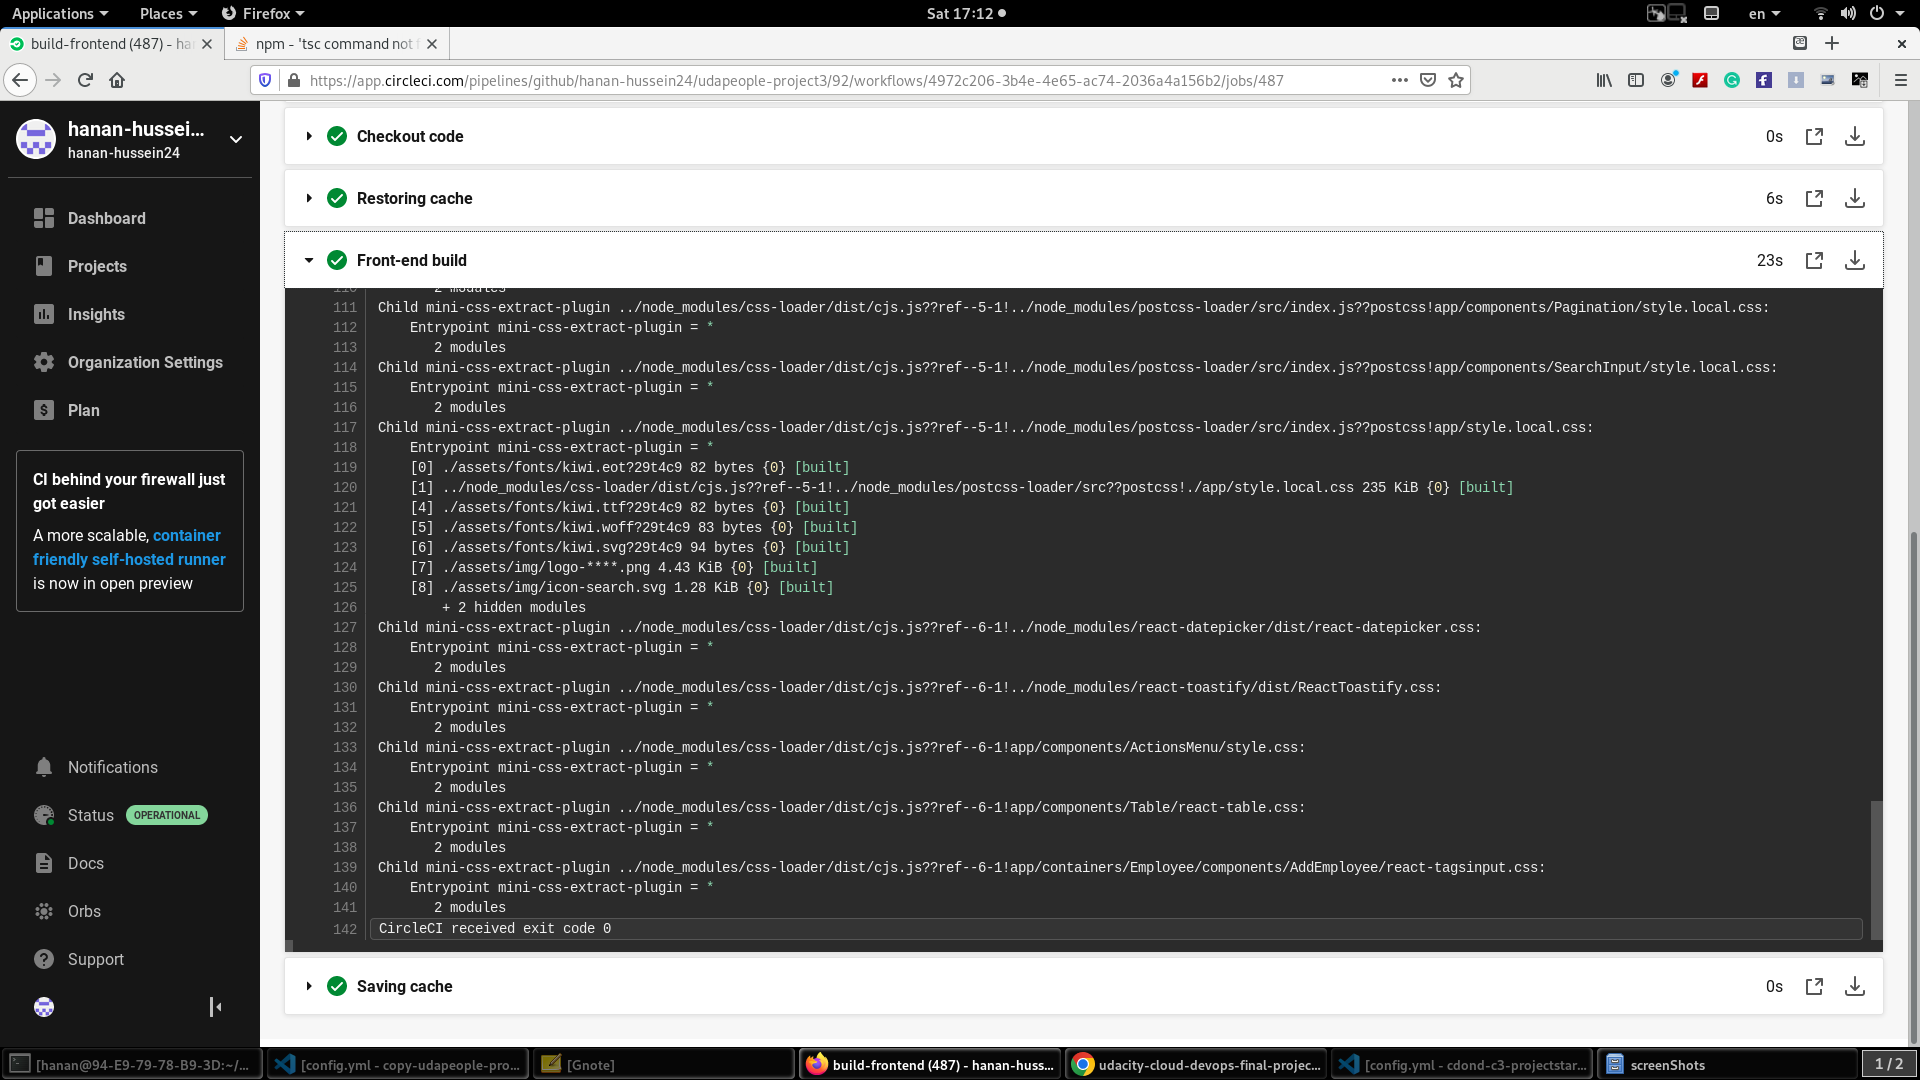 Applications
Places
Firefox
Sat 17:12
en
build-frontend (487) - ha
npm - 'tsc command not f
https://app.circleci.com/pipelines/github/hanan-hussein24/udapeople-project3/92/workflows/4972c206-3b4e-4e65-ac74-2036a4a156b2/jobs/487
hanan-hussei...
hanan-hussein24
Dashboard
Projects
Insights
Organization Settings
Plan
CI behind your firewall just
got easier
A more scalable, container
friendly self-hosted runner
is now in open preview
Notifications
Status OPERATIONAL
Docs
Orbs
Support
Checkout code 0s
Restoring cache 6s
Front-end build 23s
110 2 modules
111 Child mini-css-extract-plugin ../node_modules/css-loader/dist/cjs.js??ref--5-1!../node_modules/postcss-loader/src/index.js??postcss!app/components/Pagination/style.local.css:
112 Entrypoint mini-css-extract-plugin = *
113 2 modules
114 Child mini-css-extract-plugin ../node_modules/css-loader/dist/cjs.js??ref--5-1!../node_modules/postcss-loader/src/index.js??postcss!app/components/SearchInput/style.local.css:
115 Entrypoint mini-css-extract-plugin = *
116 2 modules
117 Child mini-css-extract-plugin ../node_modules/css-loader/dist/cjs.js??ref--5-1!../node_modules/postcss-loader/src/index.js??postcss!app/style.local.css:
118 Entrypoint mini-css-extract-plugin = *
119 [0] ./assets/fonts/kiwi.eot?29t4c9 82 bytes {0} [built]
120 [1] ../node_modules/css-loader/dist/cjs.js??ref--5-1!../node_modules/postcss-loader/src??postcss!./app/style.local.css 235 KiB {0} [built]
121 [4] ./assets/fonts/kiwi.ttf?29t4c9 82 bytes {0} [built]
122 [5] ./assets/fonts/kiwi.woff?29t4c9 83 bytes {0} [built]
123 [6] ./assets/fonts/kiwi.svg?29t4c9 94 bytes {0} [built]
124 [7] ./assets/img/logo-****.png 4.43 KiB {0} [built]
125 [8] ./assets/img/icon-search.svg 1.28 KiB {0} [built]
126 + 2 hidden modules
127 Child mini-css-extract-plugin ../node_modules/css-loader/dist/cjs.js??ref--6-1!../node_modules/react-datepicker/dist/react-datepicker.css:
128 Entrypoint mini-css-extract-plugin = *
129 2 modules
130 Child mini-css-extract-plugin ../node_modules/css-loader/dist/cjs.js??ref--6-1!../node_modules/react-toastify/dist/ReactToastify.css:
131 Entrypoint mini-css-extract-plugin = *
132 2 modules
133 Child mini-css-extract-plugin ../node_modules/css-loader/dist/cjs.js??ref--6-1!app/components/ActionsMenu/style.css:
134 Entrypoint mini-css-extract-plugin = *
135 2 modules
136 Child mini-css-extract-plugin ../node_modules/css-loader/dist/cjs.js??ref--6-1!app/components/Table/react-table.css:
137 Entrypoint mini-css-extract-plugin = *
138 2 modules
139 Child mini-css-extract-plugin ../node_modules/css-loader/dist/cjs.js??ref--6-1!app/containers/Employee/components/AddEmployee/react-tagsinput.css:
140 Entrypoint mini-css-extract-plugin = *
141 2 modules
142 CircleCI received exit code 0
Saving cache 0s
[hanan@94-E9-79-78-B9-3D:~/...
[config.yml - copy-udapeople-pro...
[Gnote]
build-frontend (487) - hanan-huss...
udacity-cloud-devops-final-projec...
[config.yml - cdond-c3-projectstar...
screenShots
1 / 2